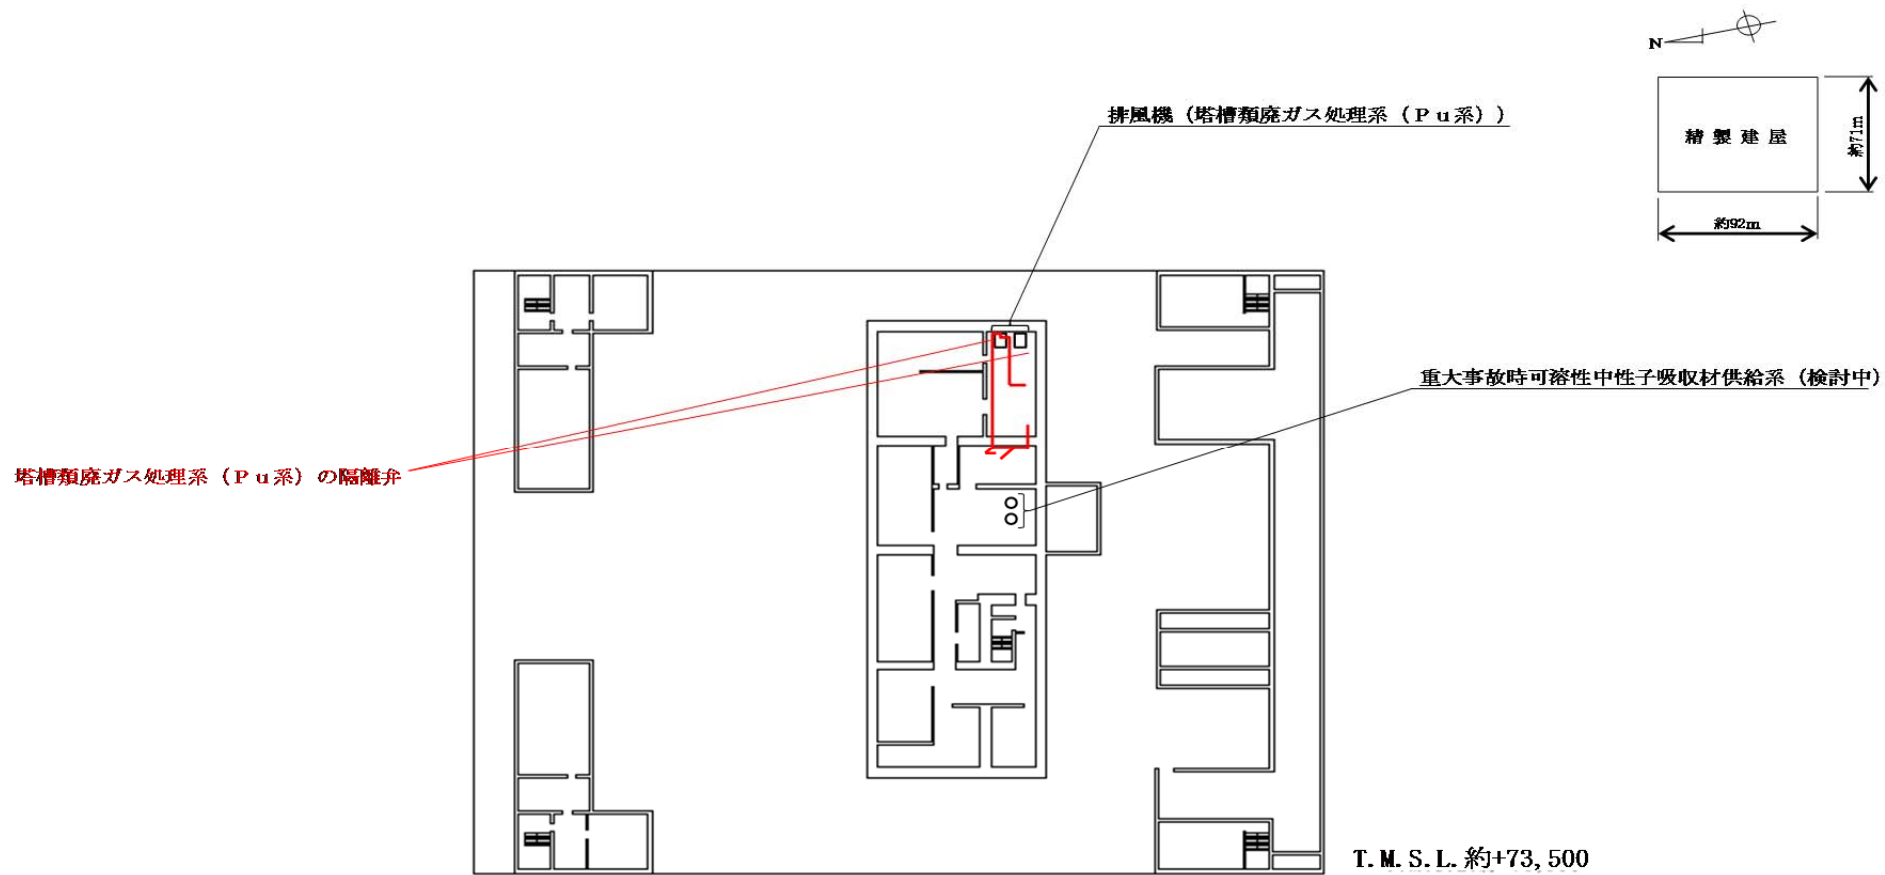 N
排風機（塔槽類廃ガス処理系（Ｐｕ系））
精製建屋
約71m
約92m
重大事故時可溶性中性子吸収材供給系（検討中）
塔槽類廃ガス処理系（Ｐｕ系）の隔離弁
T.M.S.L.約+73,500